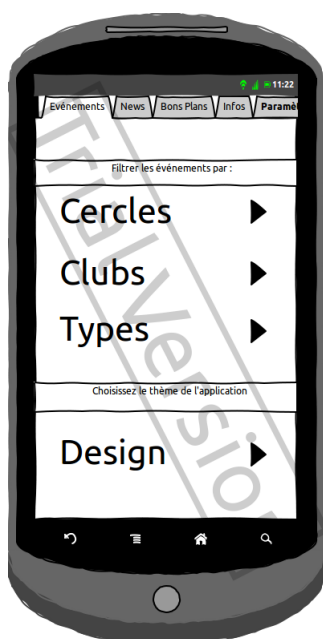 11:22
Evénements News Bons Plans Infos Paramèt
Filtrer les événements par :
Cercles
Clubs
Types
Choisissez le thème de l'application
Design
Trial Version